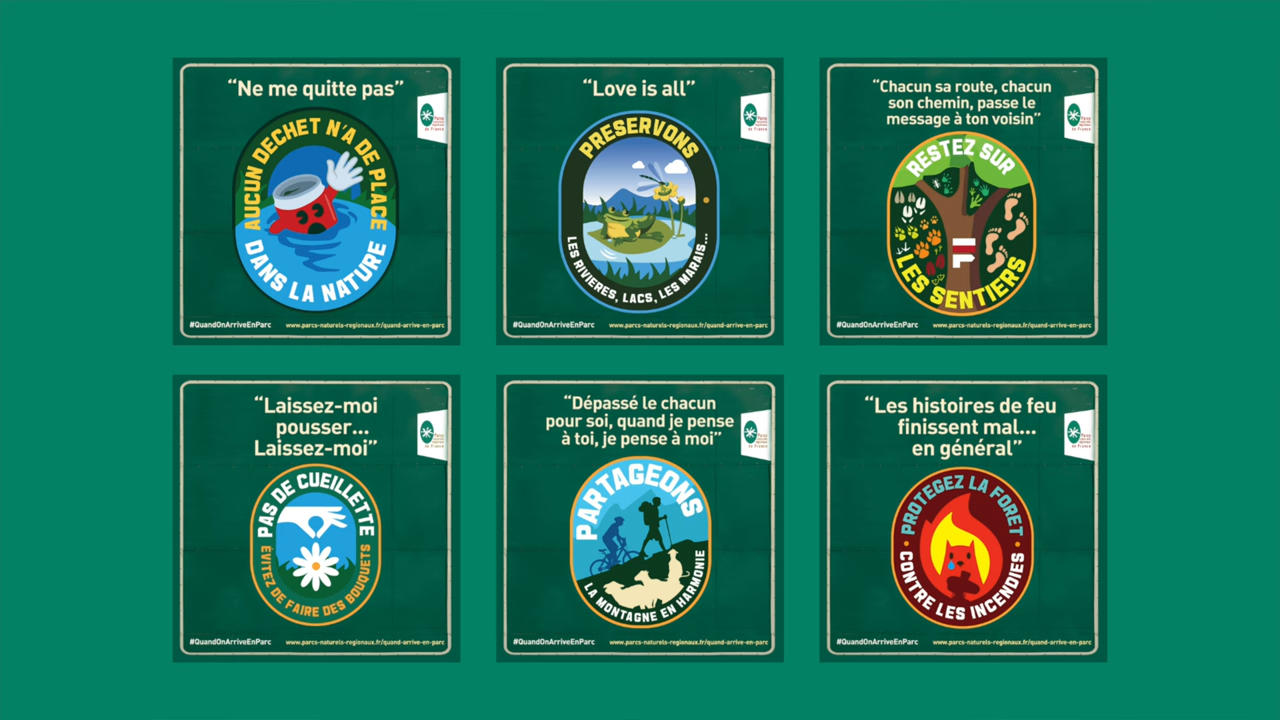 “Ne me quitte pas”
AUCUN DECHET N'A DE PLACE
DANS LA NATURE
#QuandOnArriveEnParc
www.parcs-naturels-regionaux.fr/quand-arrive-en-parc
“Love is all”
PRESERVONS
LES RIVIERES, LACS, LES MARAIS...
#QuandOnArriveEnParc
www.parcs-naturels-regionaux.fr/quand-arrive-en-parc
“Chacun sa route, chacun
son chemin, passe le
message à ton voisin”
RESTEZ SUR
LES SENTIERS
#QuandOnArriveEnParc
www.parcs-naturels-regionaux.fr/quand-arrive-en-parc
“Laissez-moi
pousser...
Laissez-moi”
PAS DE CUEILLETTE
EVITEZ DE FAIRE DES BOUQUETS
#QuandOnArriveEnParc
www.parcs-naturels-regionaux.fr/quand-arrive-en-parc
“Dépassé le chacun
pour soi, quand je pense
à toi, je pense à moi”
PARTAGEONS
LA MONTAGNE EN HARMONIE
#QuandOnArriveEnParc
www.parcs-naturels-regionaux.fr/quand-arrive-en-parc
“Les histoires de feu
finissent mal...
en général”
PROTEGEZ LA FORET
CONTRE LES INCENDIES
#QuandOnArriveEnParc
www.parcs-naturels-regionaux.fr/quand-arrive-en-parc